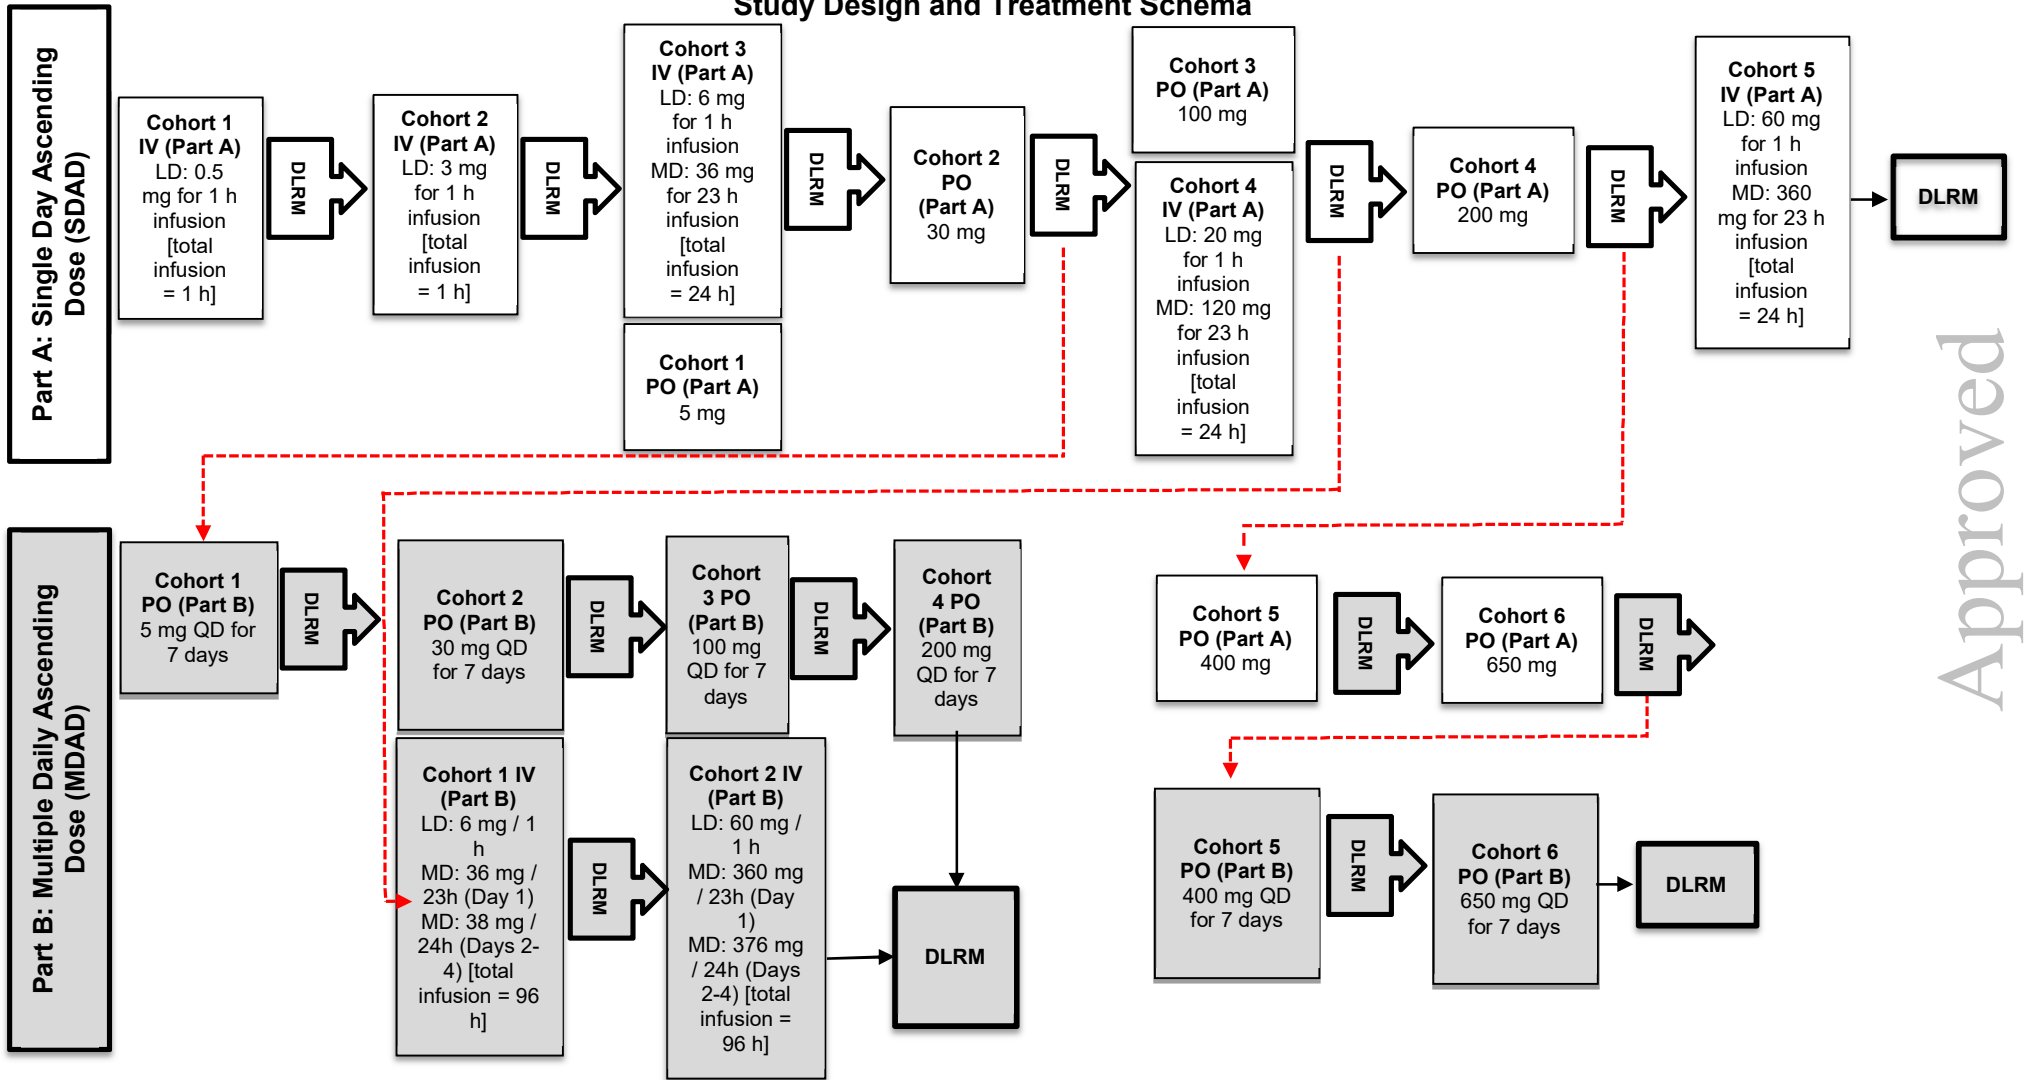 Study Design and Treatment Schema
Part A: Single Day Ascending
Dose (SDAD)
Cohort 1
IV (Part A)
LD: 0.5
mg for 1 h
infusion
[total
infusion
= 1 h]
DLRM
Cohort 2
IV (Part A)
LD: 3 mg
for 1 h
infusion
[total
infusion
= 1 h]
DLRM
Cohort 3
IV (Part A)
LD: 6 mg
for 1 h
infusion
MD: 36 mg
for 23 h
infusion
[total
infusion
= 24 h]
Cohort 1
PO (Part A)
5 mg
DLRM
Cohort 2
PO
(Part A)
30 mg
DLRM
Cohort 3
PO (Part A)
100 mg
Cohort 4
IV (Part A)
LD: 20 mg
for 1 h
infusion
MD: 120 mg
for 23 h
infusion
[total
infusion
= 24 h]
DLRM
Cohort 4
PO (Part A)
200 mg
DLRM
Cohort 5
IV (Part A)
LD: 60 mg
for 1 h
infusion
MD: 360
mg for 23 h
infusion
[total
infusion
= 24 h]
DLRM
Approved
Part B: Multiple Daily Ascending
Dose (MDAD)
Cohort 1
PO (Part B)
5 mg QD for
7 days
DLRM
Cohort 2
PO (Part B)
30 mg QD
for 7 days
DLRM
Cohort
3 PO
(Part B)
100 mg
QD for 7
days
DLRM
Cohort
4 PO
(Part B)
200 mg
QD for 7
days
Cohort 1 IV
(Part B)
LD: 6 mg / 1
h
MD: 36 mg /
23h (Day 1)
MD: 38 mg /
24h (Days 2-
4) [total
infusion = 96
h]
DLRM
Cohort 2 IV
(Part B)
LD: 60 mg /
1 h
MD: 360 mg
/ 23h (Day
1)
MD: 376 mg
/ 24h (Days
2-4) [total
infusion =
96 h]
DLRM
Cohort 5
PO (Part A)
400 mg
DLRM
Cohort 6
PO (Part A)
650 mg
DLRM
Cohort 5
PO (Part B)
400 mg QD
for 7 days
DLRM
Cohort 6
PO (Part B)
650 mg QD
for 7 days
DLRM